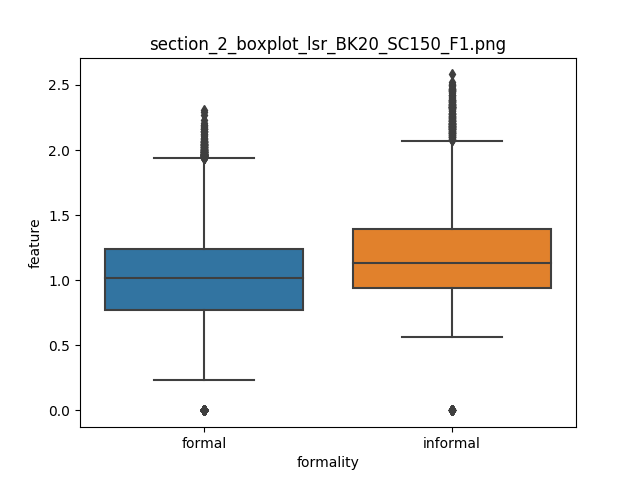 section_2_boxplot_lsr_BK20_SC150_F1.png
2.5
2.0
1.5
1.0
0.5
0.0
feature
formal
informal
formality